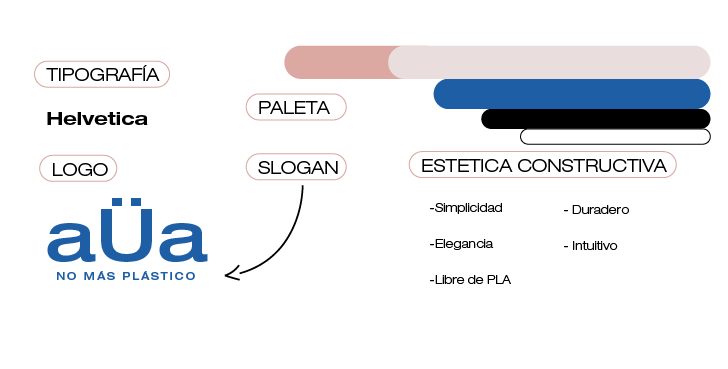 TIPOGRAFÍA
Helvetica
PALETA
LOGO
SLOGAN
aÜa
NO MÁS PLÁSTICO
ESTETICA CONSTRUCTIVA
-Simplicidad
- Duradero
-Elegancia
- Intuitivo
-Libre de PLA